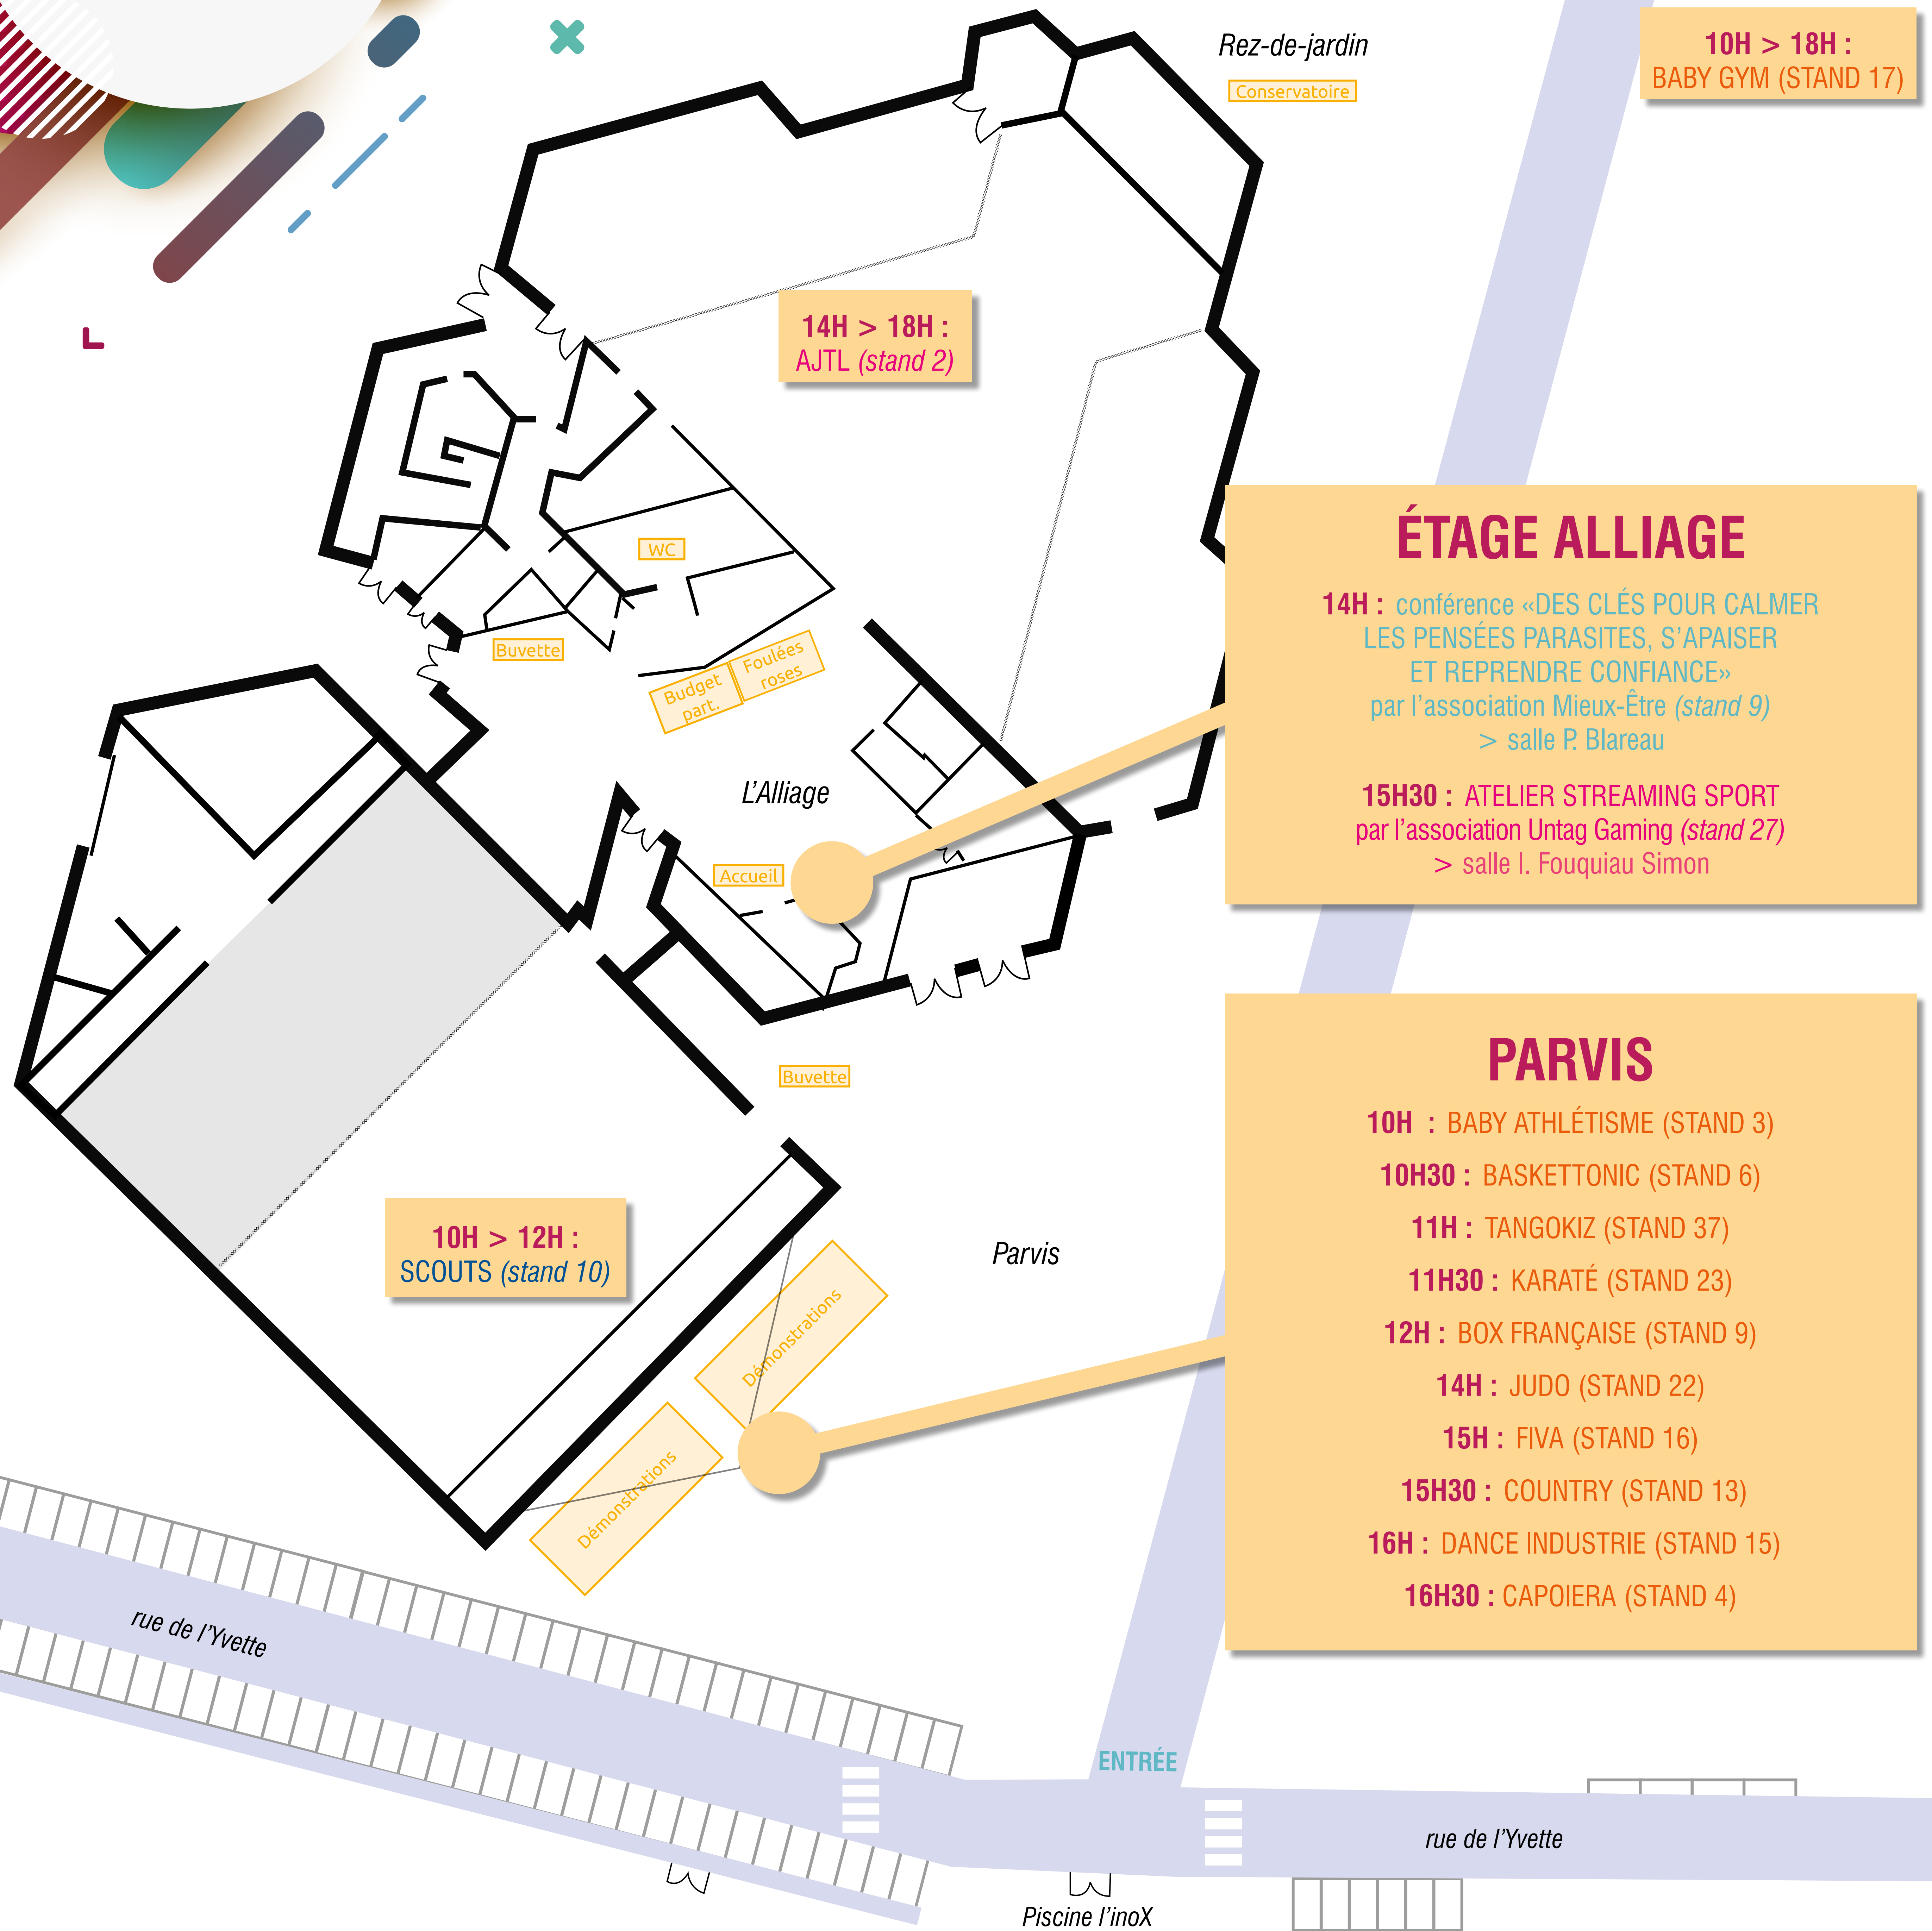 Rez-de-jardin
Conservatoire
10H > 18H :
BABY GYM (STAND 17)
14H > 18H :
AJTL (stand 2)
WC
Buvette
Budget
part.
Foulées
roses
L'Alliage
Accueil
ÉTAGE ALLIAGE
14H : conférence «DES CLÉS POUR CALMER
LES PENSÉES PARASITES, S'APAISER
ET REPRENDRE CONFIANCE»
par l'association Mieux-Être (stand 9)
> salle P. Blareau
15H30 : ATELIER STREAMING SPORT
par l'association Untag Gaming (stand 27)
> salle I. Fouquiau Simon
Buvette
10H > 12H :
SCOUTS (stand 10)
Parvis
Démonstrations
Démonstrations
PARVIS
10H : BABY ATHLÉTISME (STAND 3)
10H30 : BASKETTONIC (STAND 6)
11H : TANGOKIZ (STAND 37)
11H30 : KARATÉ (STAND 23)
12H : BOX FRANÇAISE (STAND 9)
14H : JUDO (STAND 22)
15H : FIVA (STAND 16)
15H30 : COUNTRY (STAND 13)
16H : DANCE INDUSTRIE (STAND 15)
16H30 : CAPOIERA (STAND 4)
rue de l'Yvette
ENTRÉE
rue de l'Yvette
Piscine l'inoX